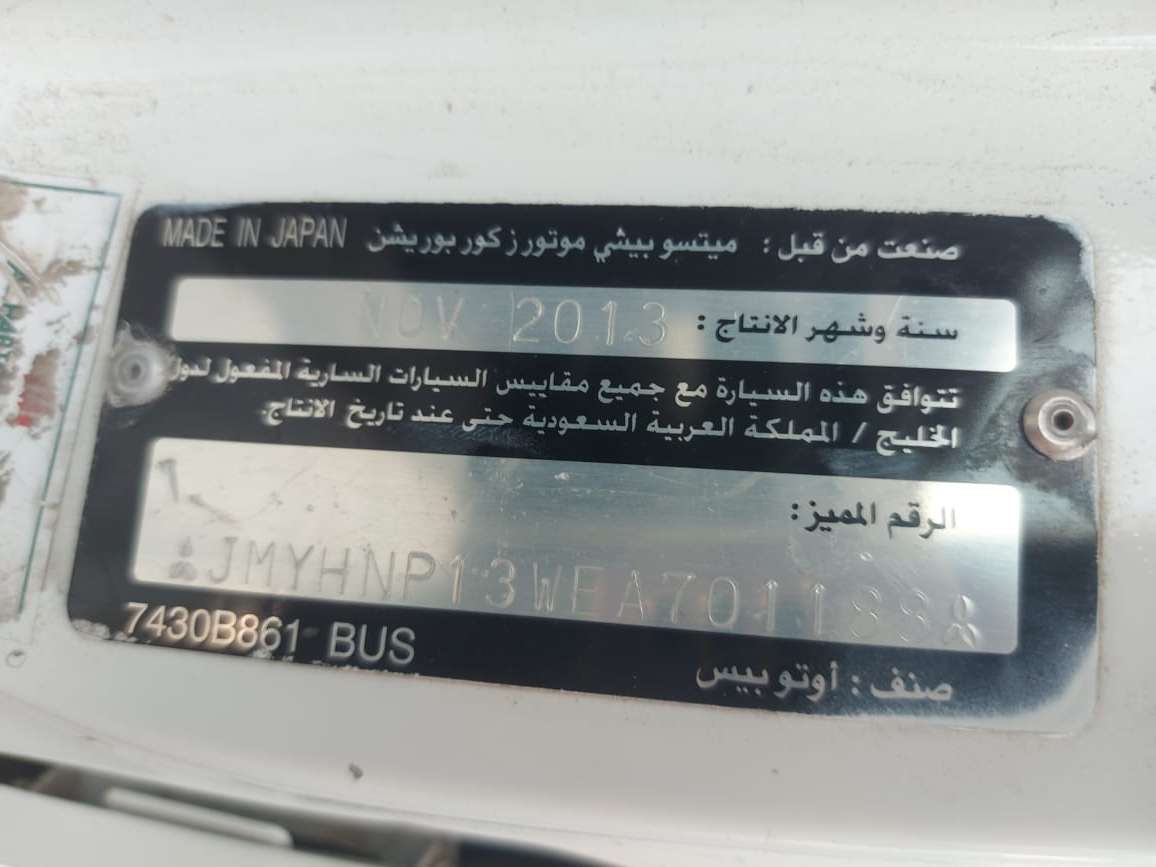 صنعت من قبل: ميتسوبيشي موتورز كوربوريشن MADE IN JAPAN
سنة وشهر الانتاج: NOV 2013
تتوافق هذه السيارة مع جميع مقاييس السيارات السارية المفعول لدول
الخليج / المملكة العربية السعودية حتى عند تاريخ الانتاج.
الرقم المميز:
JMYHNP13WEA701188
7430B861 BUS
صنف: أوتوبيس